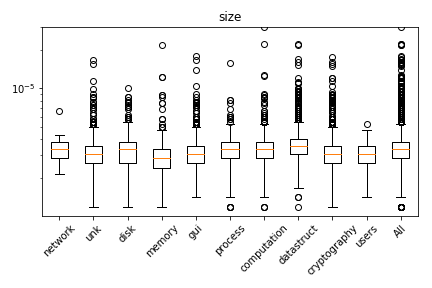 size
10⁻⁵
network
unk
disk
memory
gui
process
computation
datastruct
cryptography
users
All